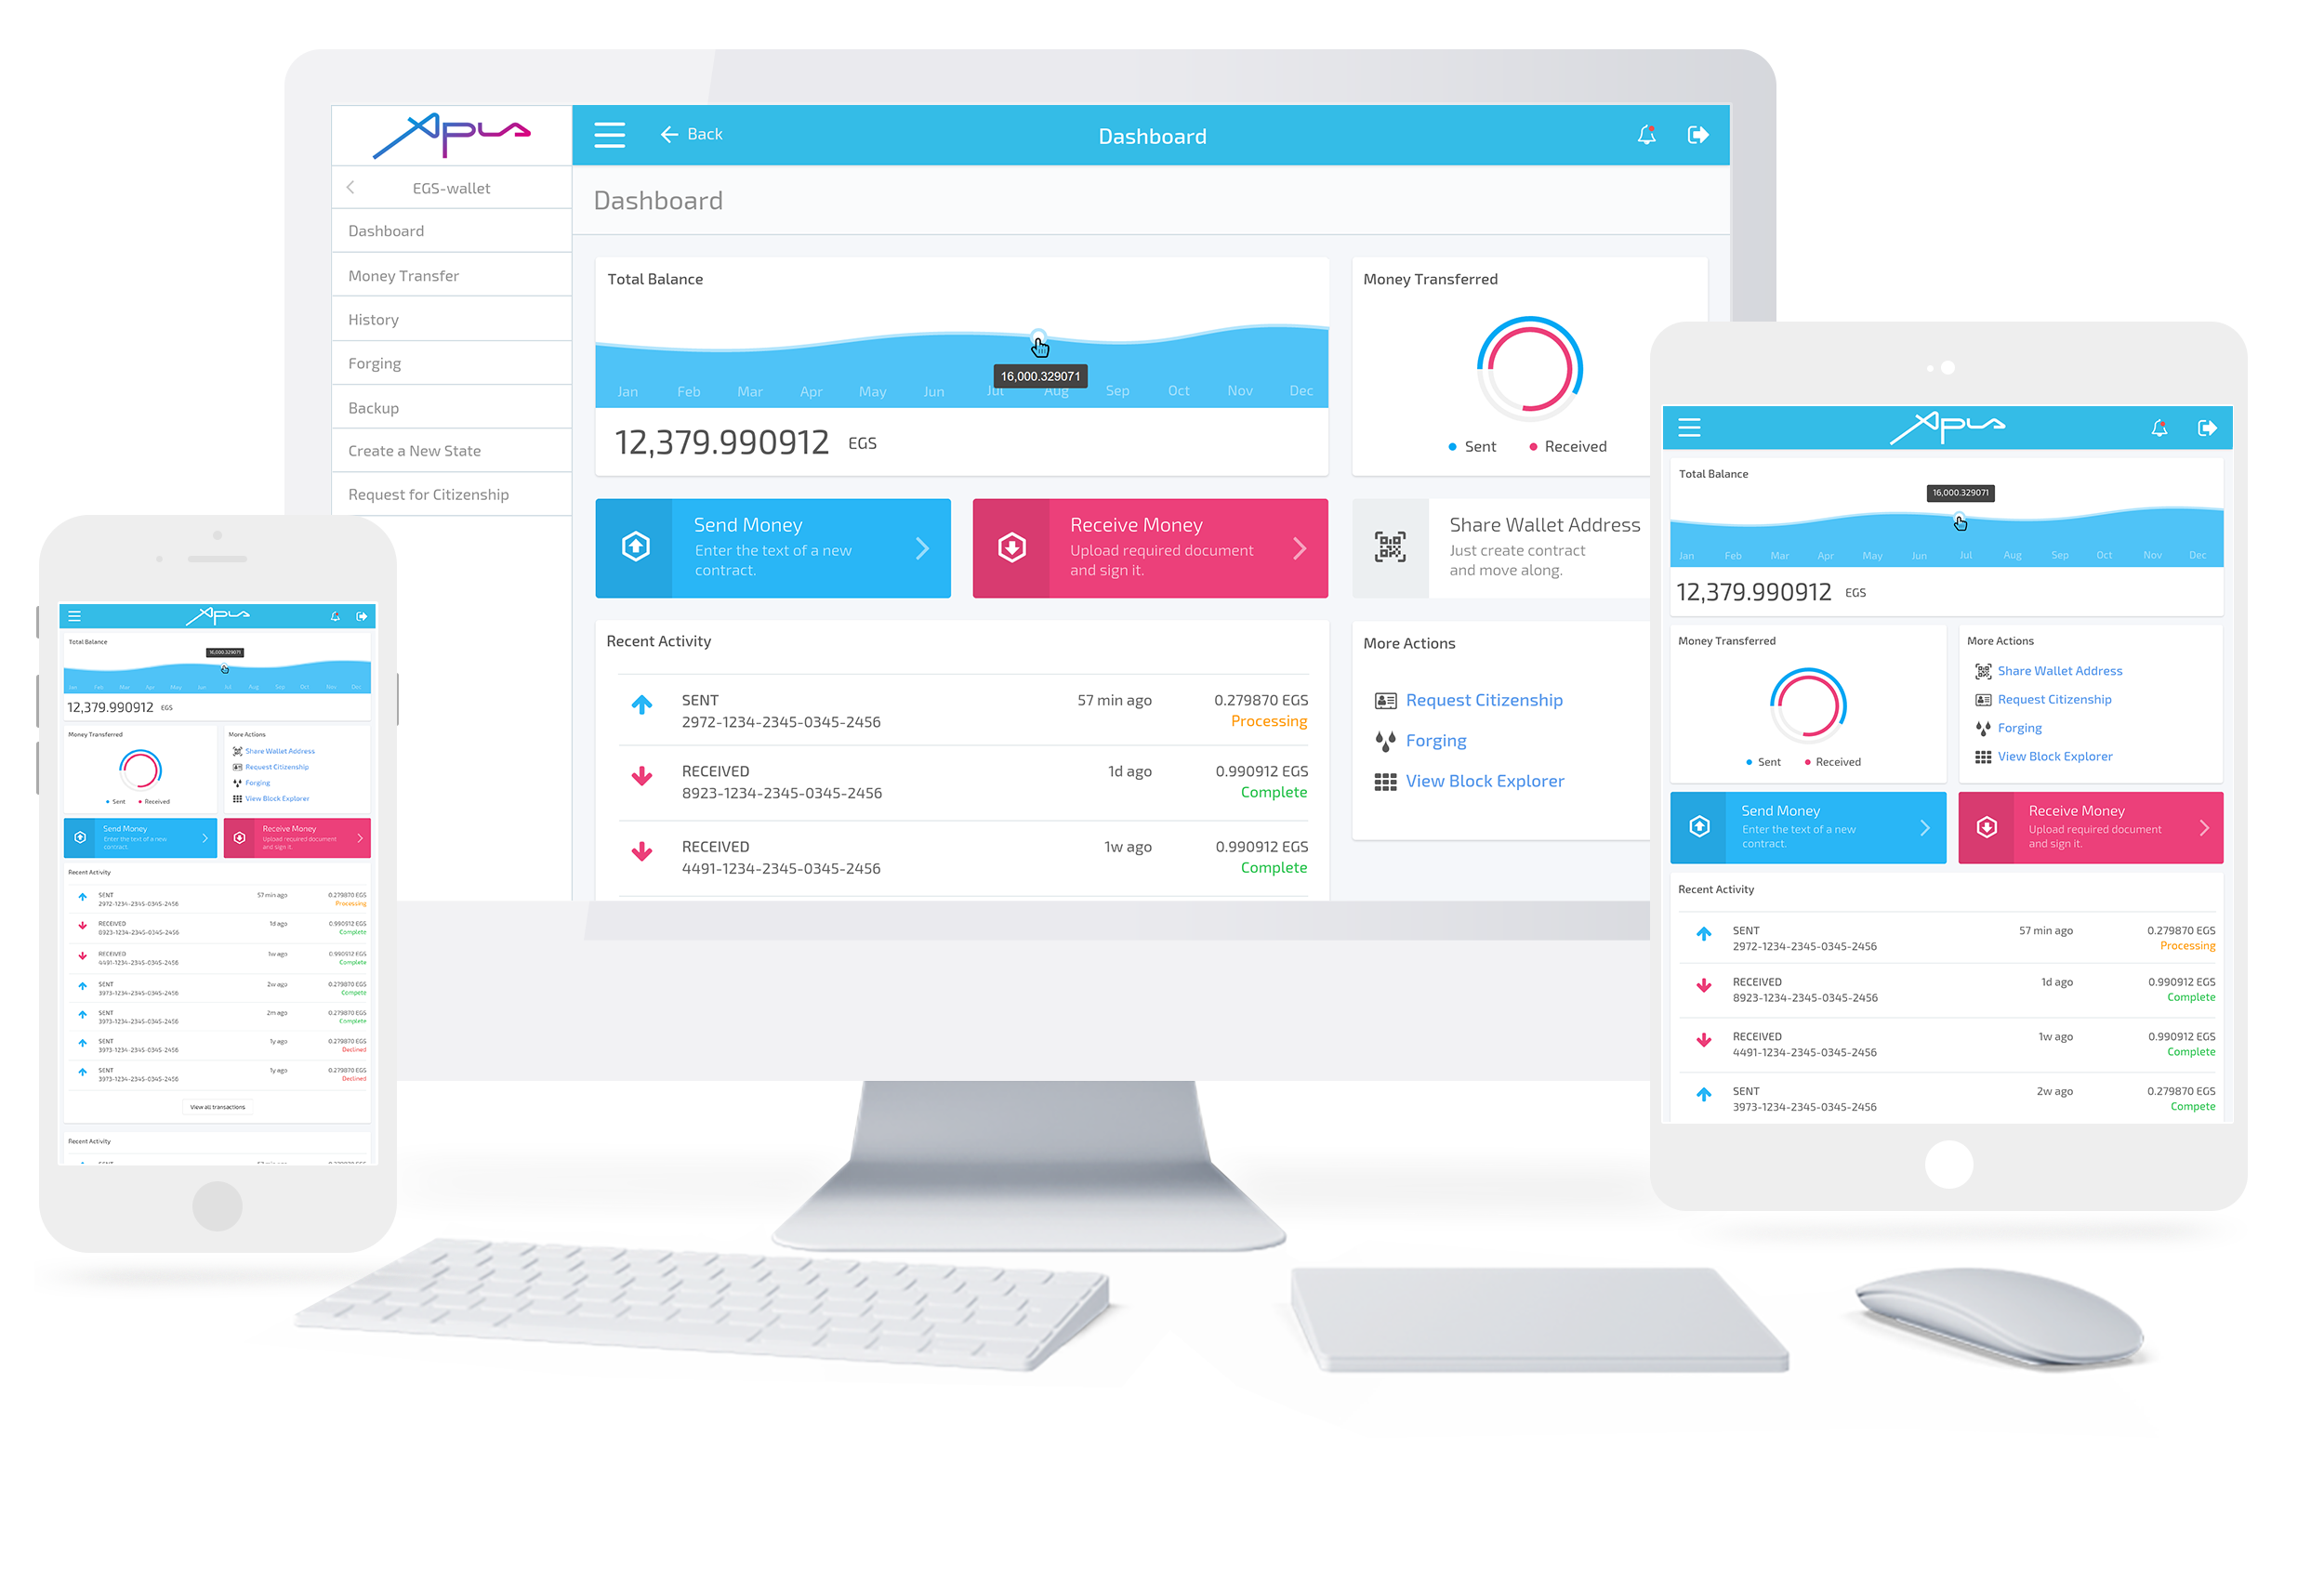 Apla
EGS-wallet
Dashboard
Money Transfer
History
Forging
Backup
Create a New State
Request for Citizenship
Back
Dashboard
Dashboard
Total Balance
16,000.329071
Jan Feb Mar Apr May Jun Jul Aug Sep Oct Nov Dec
12,379.990912 EGS
Money Transferred
Sent Received
Send Money
Enter the text of a new
contract.
Receive Money
Upload required document
and sign it.
Share Wallet Address
Just create contract
and move along.
Recent Activity
SENT 57 min ago 0.279870 EGS
2972-1234-2345-0345-2456 Processing
RECEIVED 1d ago 0.990912 EGS
8923-1234-2345-0345-2456 Complete
RECEIVED 1w ago 0.990912 EGS
4491-1234-2345-0345-2456 Complete
More Actions
Request Citizenship
Forging
View Block Explorer
Apla
Total Balance
16,000.329071
Jan Feb Mar Apr May Jun Jul Aug Sep Oct Nov Dec
12,379.990912 EGS
Money Transferred
Sent Received
More Actions
Share Wallet Address
Request Citizenship
Forging
View Block Explorer
Send Money
Enter the text of a new
contract.
Receive Money
Upload required document
and sign it.
Recent Activity
SENT 57 min ago 0.279870 EGS
2972-1234-2345-0345-2456 Processing
RECEIVED 1d ago 0.990912 EGS
8923-1234-2345-0345-2456 Complete
RECEIVED 1w ago 0.990912 EGS
4491-1234-2345-0345-2456 Complete
SENT 2w ago 0.279870 EGS
3973-1234-2345-0345-2456 Compete
Apla
Total Balance
16,000.329071
Jan Feb Mar Apr May Jun Jul Aug Sep Oct Nov Dec
12,379.990912 EGS
Money Transferred
Sent Received
More Actions
Share Wallet Address
Request Citizenship
Forging
View Block Explorer
Send Money
Enter the text of a new
contract.
Receive Money
Upload required document
and sign it.
Recent Activity
SENT 57 min ago 0.279870 EGS
2972-1234-2345-0345-2456 Processing
RECEIVED 1d ago 0.990912 EGS
8923-1234-2345-0345-2456 Complete
RECEIVED 1w ago 0.990912 EGS
4491-1234-2345-0345-2456 Complete
SENT 2w ago 0.279870 EGS
3973-1234-2345-0345-2456 Compete
SENT 2m ago 0.279870 EGS
3973-1234-2345-0345-2456 Complete
SENT 1y ago 0.279870 EGS
3973-1234-2345-0345-2456 Declined
SENT 1y ago 0.279870 EGS
3973-1234-2345-0345-2456 Declined
View all transactions
Recent Activity